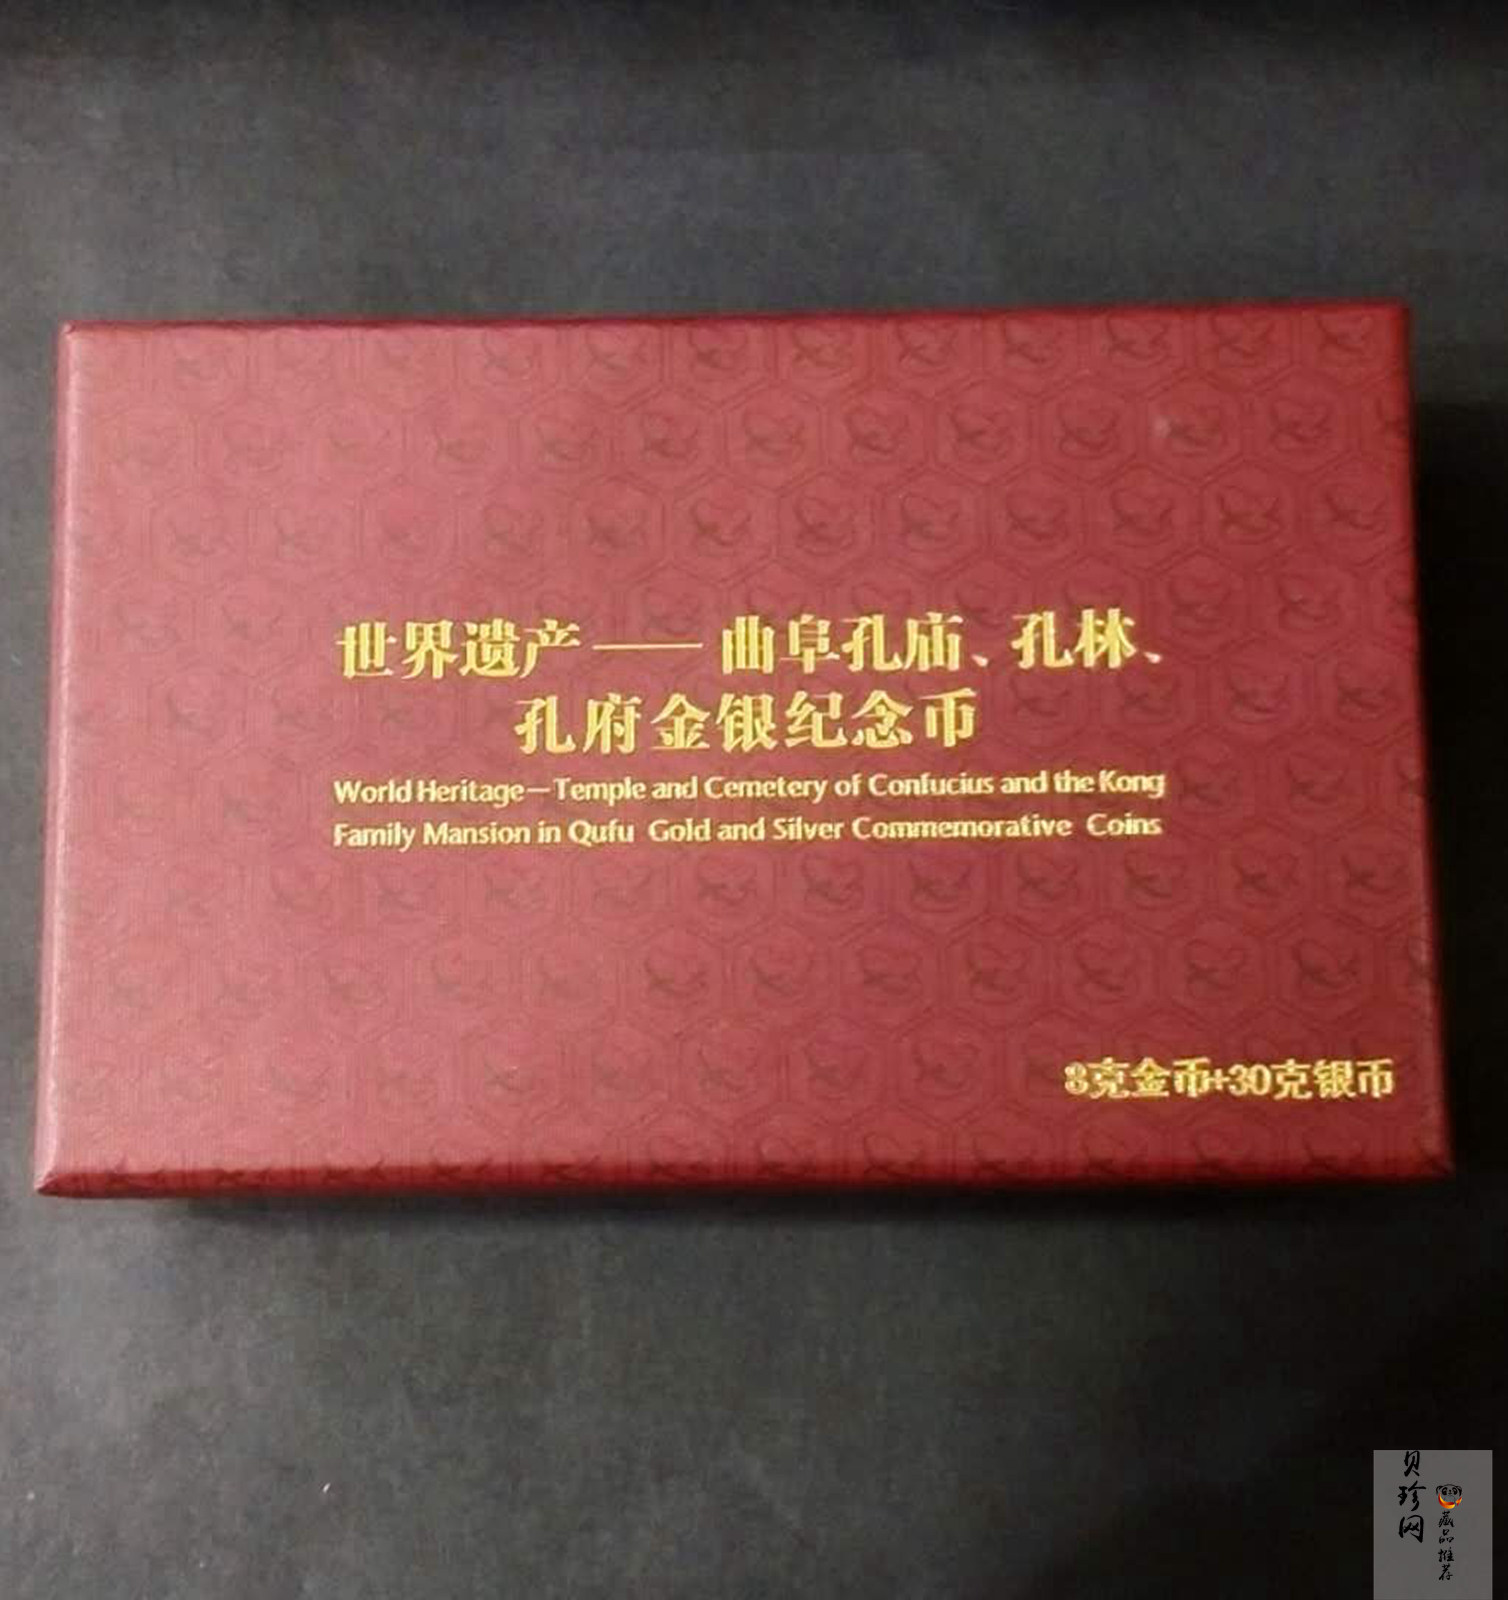 世界遗产——曲阜孔庙、孔林、
孔府金银纪念币
World Heritage—Temple and Cemetery of Confucius and the Kong
Family Mansion in Qufu Gold and Silver Commemorative Coins
8克金币+30克银币
贝珍网
藏品推荐